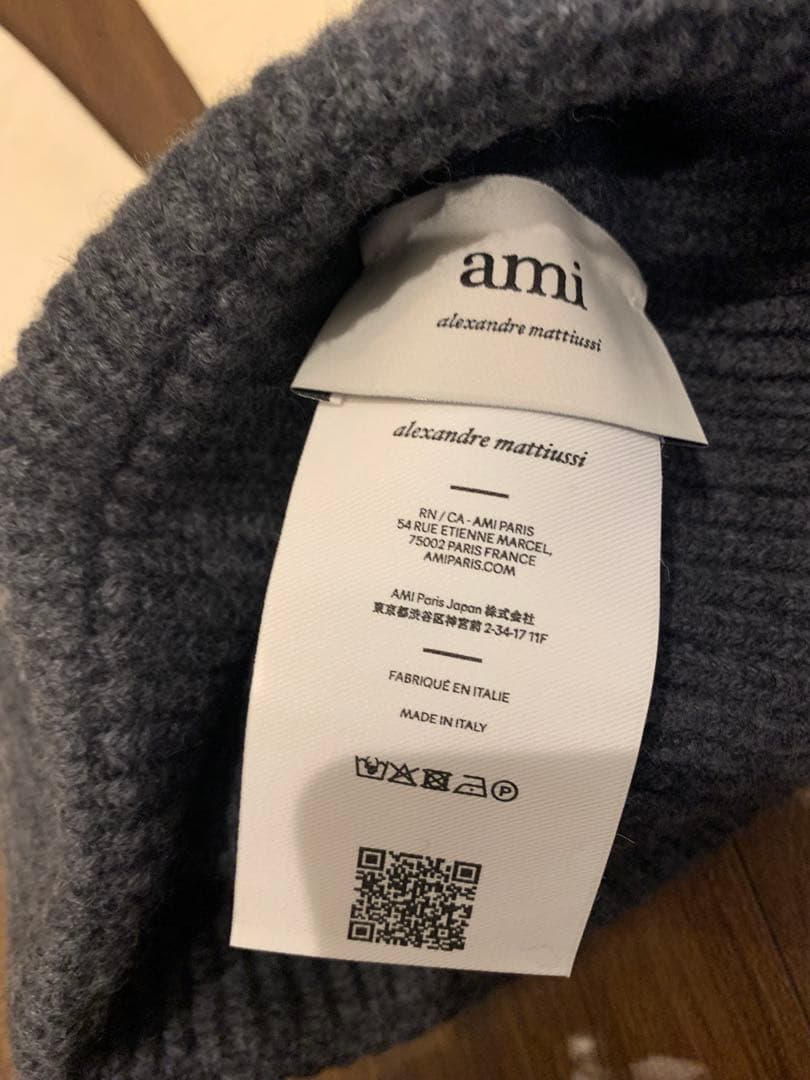 ami
alexandre mattiussi
alexandre mattiussi
RN / CA - AMI PARIS
54 RUE ETIENNE MARCEL,
75002 PARIS FRANCE
AMIPARIS.COM
AMI Paris Japan 株式会社
東京都渋谷区神宮前 2-34-17 11F
FABRIQUÉ EN ITALIE
MADE IN ITALY
P